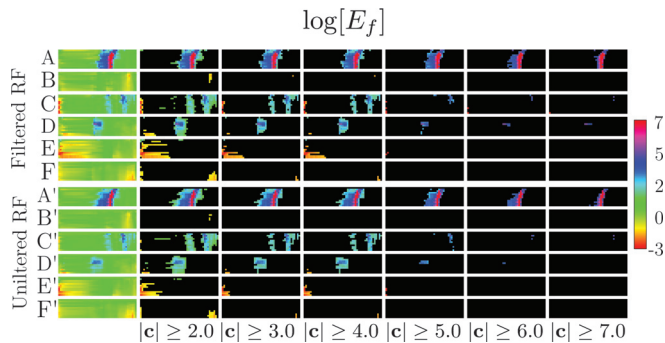 log[E_f]
Filtered RF
A
B
C
D
E
F
Uniltered RF
A'
B'
C'
D'
E'
F'
7
5
2
0
-3
|c| ≥ 2.0
|c| ≥ 3.0
|c| ≥ 4.0
|c| ≥ 5.0
|c| ≥ 6.0
|c| ≥ 7.0